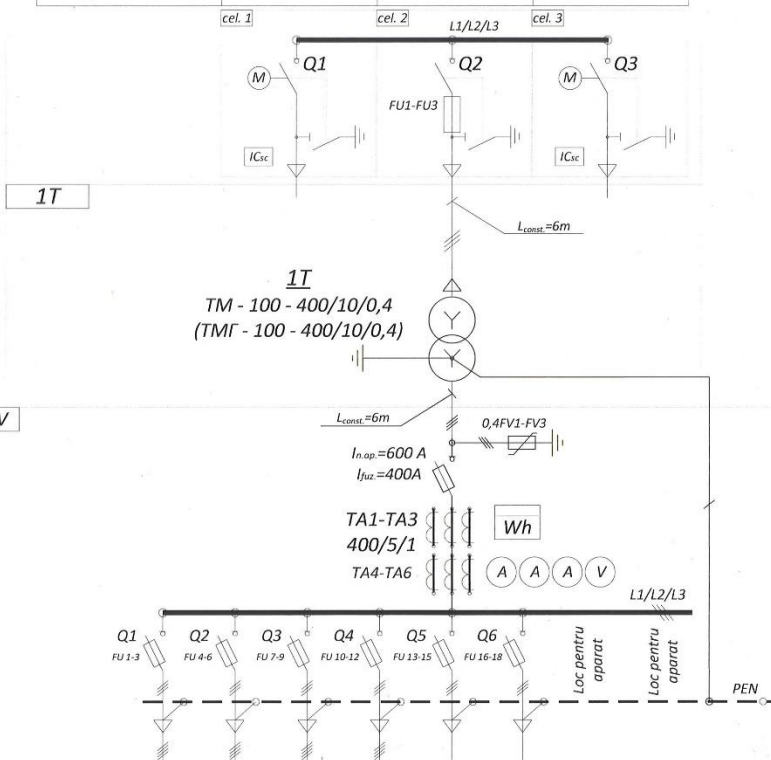 cel. 1
cel. 2
cel. 3
L1/L2/L3
Q1
Q2
Q3
M
M
FU1-FU3
ICsc
ICsc
1T
Lconst.=6m
1T
ТМ - 100 - 400/10/0,4
(ТМГ - 100 - 400/10/0,4)
V
Lconst.=6m
0,4FV1-FV3
In.ap.=600 A
Ifuz.=400A
TA1-TA3
400/5/1
Wh
TA4-TA6
A
A
A
V
L1/L2/L3
Q1
Q2
Q3
Q4
Q5
Q6
FU 1-3
FU 4-6
FU 7-9
FU 10-12
FU 13-15
FU 16-18
Loc pentru
aparat
Loc pentru
aparat
PEN